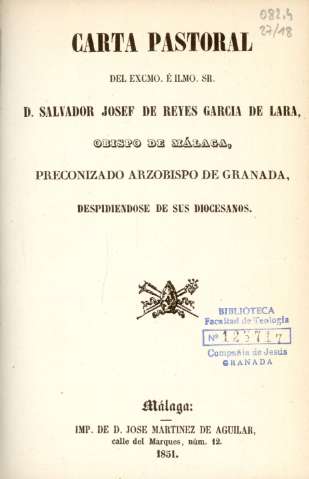 082.4
27/18
CARTA PASTORAL
DEL EXCMO. É ILMO. SR.
D. SALVADOR JOSEF DE REYES GARCIA DE LARA,
OBISPO DE MÁLAGA,
PRECONIZADO ARZOBISPO DE GRANADA,
DESPIDIENDOSE DE SUS DIOCESANOS.
BIBLIOTECA
Facultad de Teología
Nº 125717
Compañía de Jesús
GRANADA
Málaga:
IMP. DE D. JOSE MARTINEZ DE AGUILAR,
calle del Marques, núm. 12.
1851.